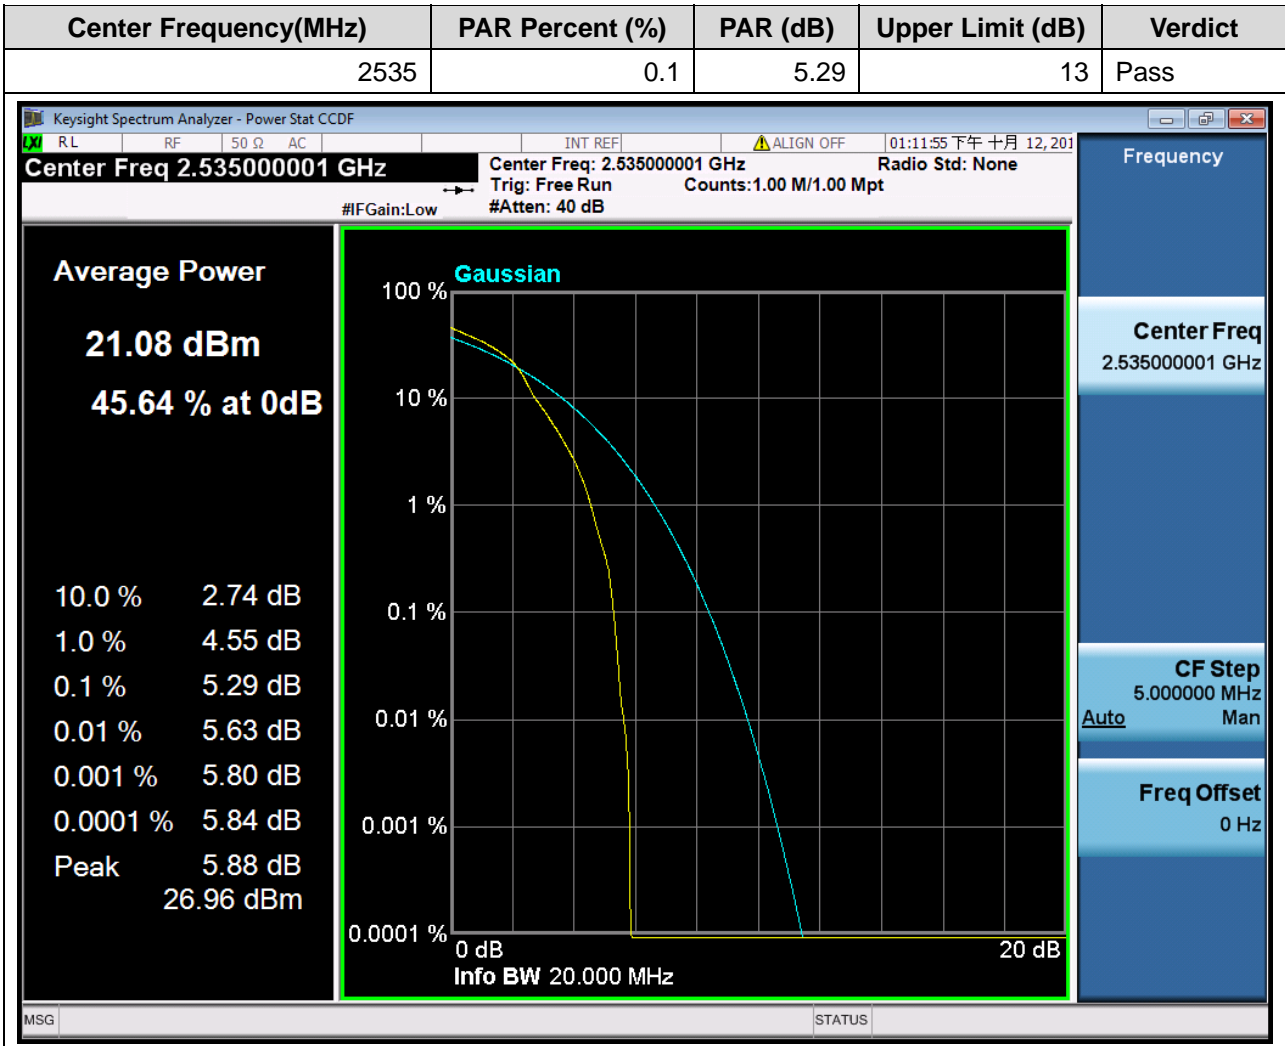 Center Frequency(MHz) PAR Percent (%) PAR (dB) Upper Limit (dB) Verdict
2535 0.1 5.29 13 Pass
Keysight Spectrum Analyzer - Power Stat CCDF
LXI RL RF 50 Ω AC INT REF ALIGN OFF 01:11:55 下午 十月 12, 201
Center Freq 2.535000001 GHz
Center Freq: 2.535000001 GHz Radio Std: None
Trig: Free Run Counts:1.00 M/1.00 Mpt
#IFGain:Low #Atten: 40 dB
Average Power
21.08 dBm
45.64 % at 0dB
10.0 % 2.74 dB
1.0 % 4.55 dB
0.1 % 5.29 dB
0.01 % 5.63 dB
0.001 % 5.80 dB
0.0001 % 5.84 dB
Peak 5.88 dB
26.96 dBm
Gaussian
100 %
10 %
1 %
0.1 %
0.01 %
0.001 %
0.0001 %
0 dB 20 dB
Info BW 20.000 MHz
Frequency
Center Freq
2.535000001 GHz
CF Step
5.000000 MHz
Auto Man
Freq Offset
0 Hz
MSG STATUS